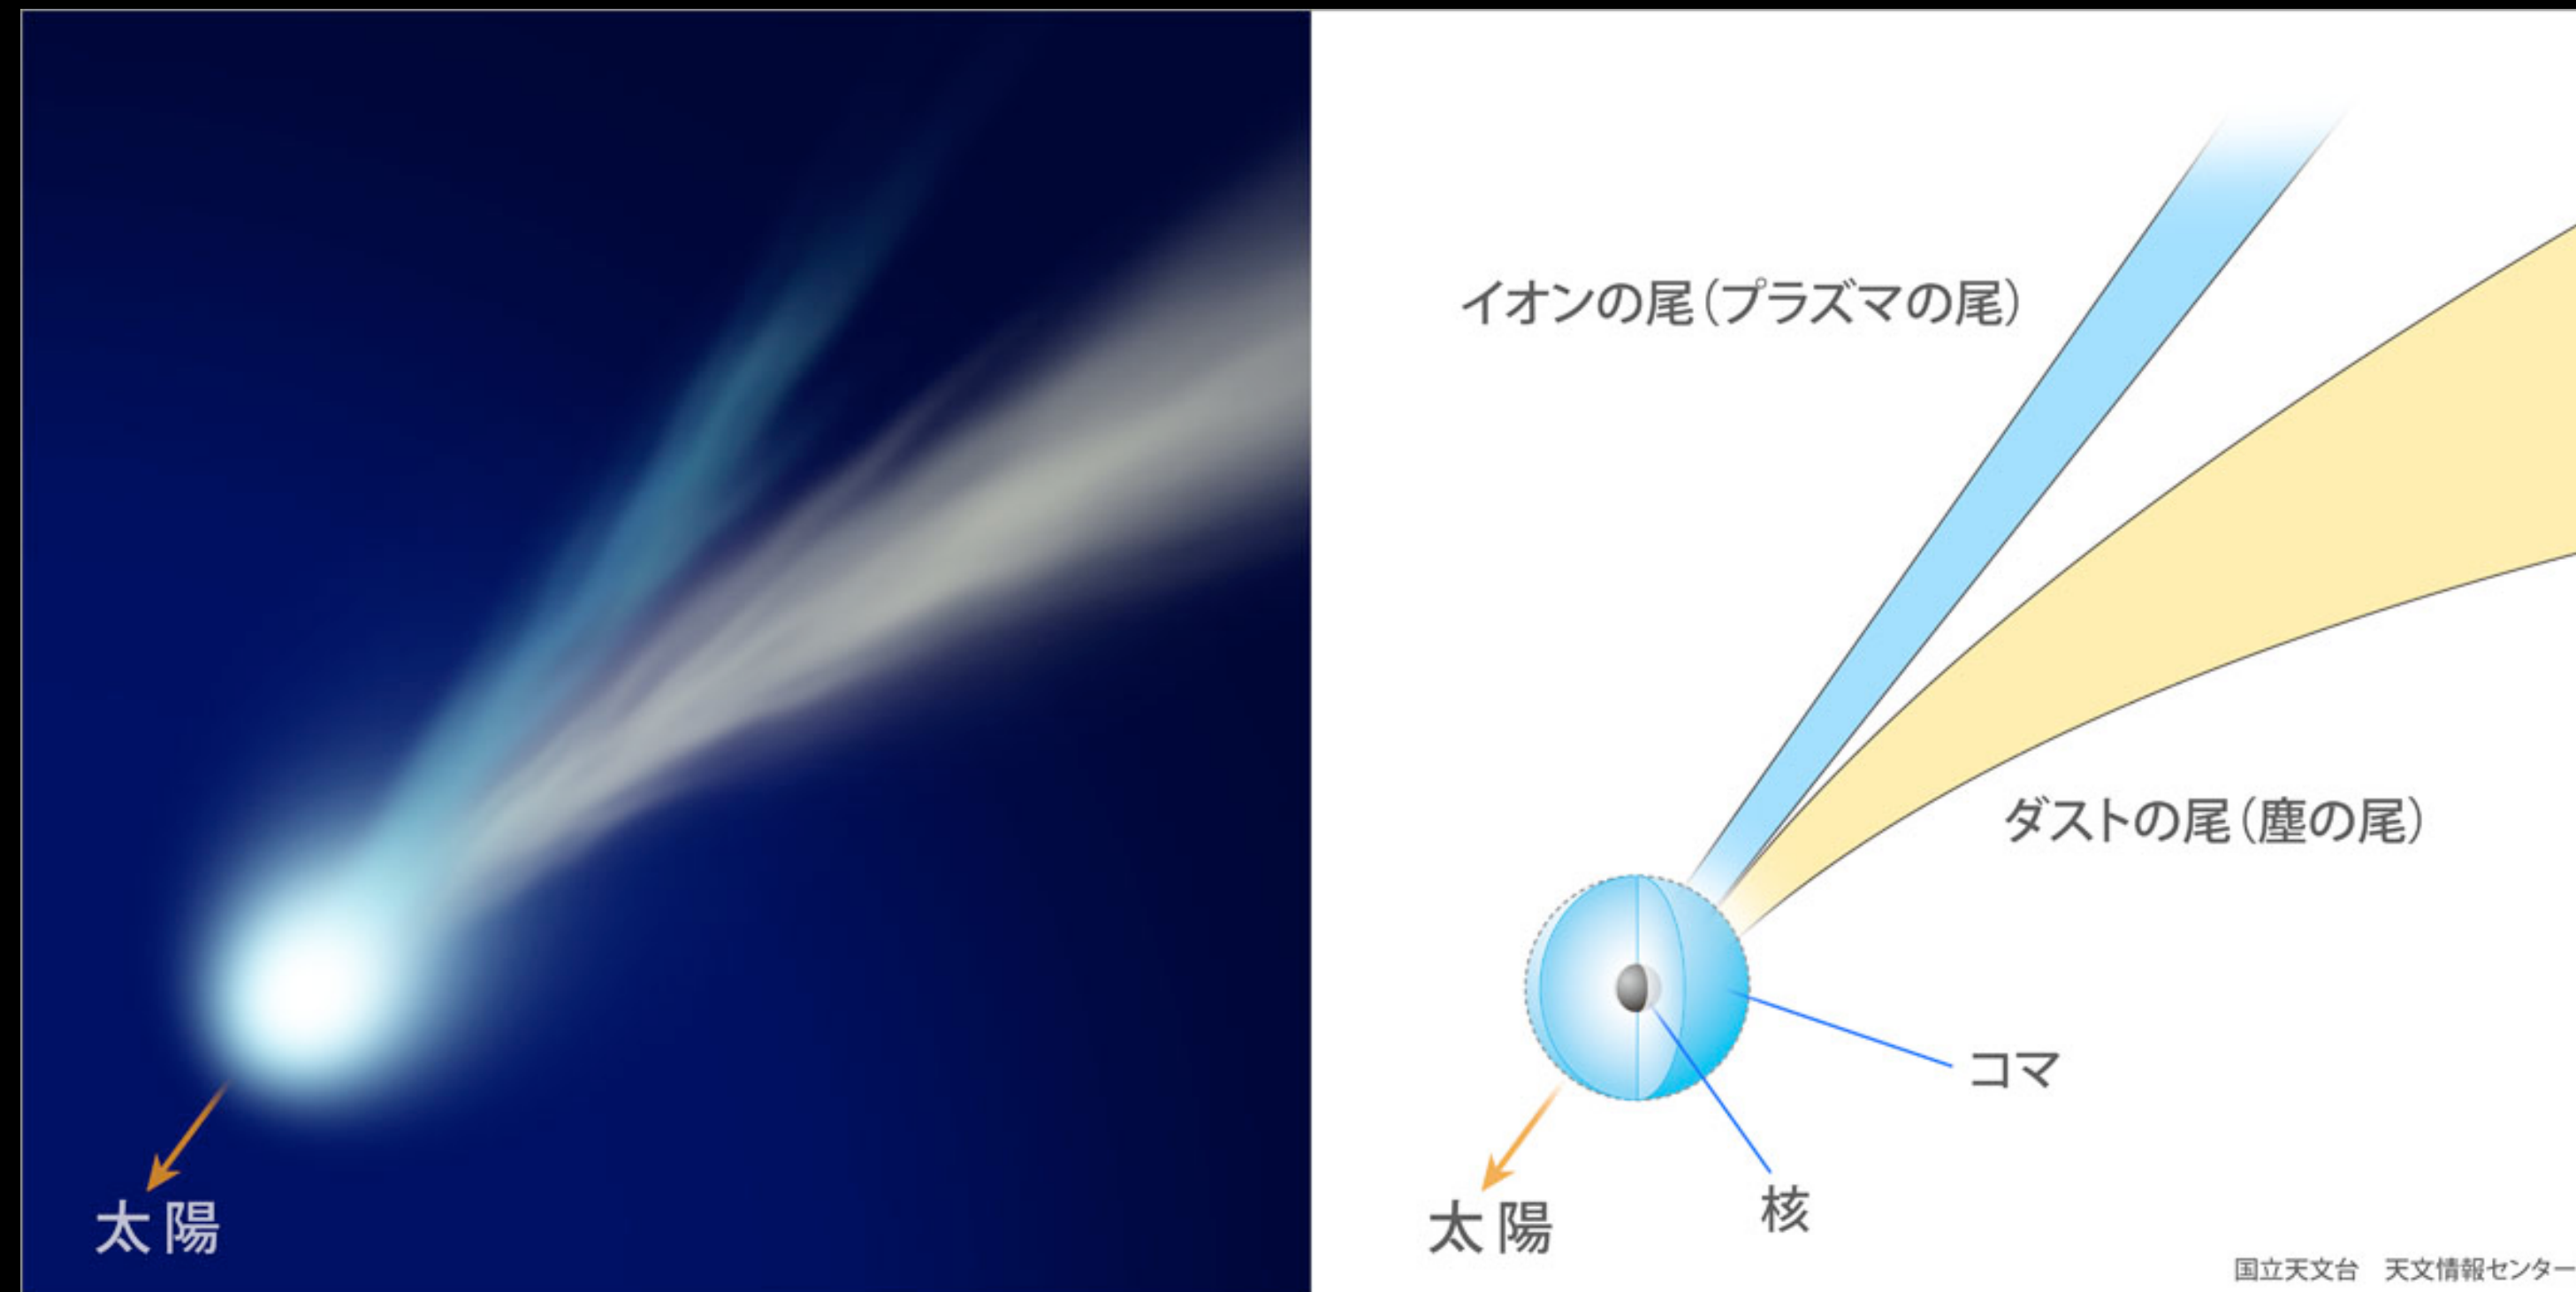 太陽
イオンの尾(プラズマの尾)
ダストの尾(塵の尾)
コマ
核
太陽
国立天文台　天文情報センター